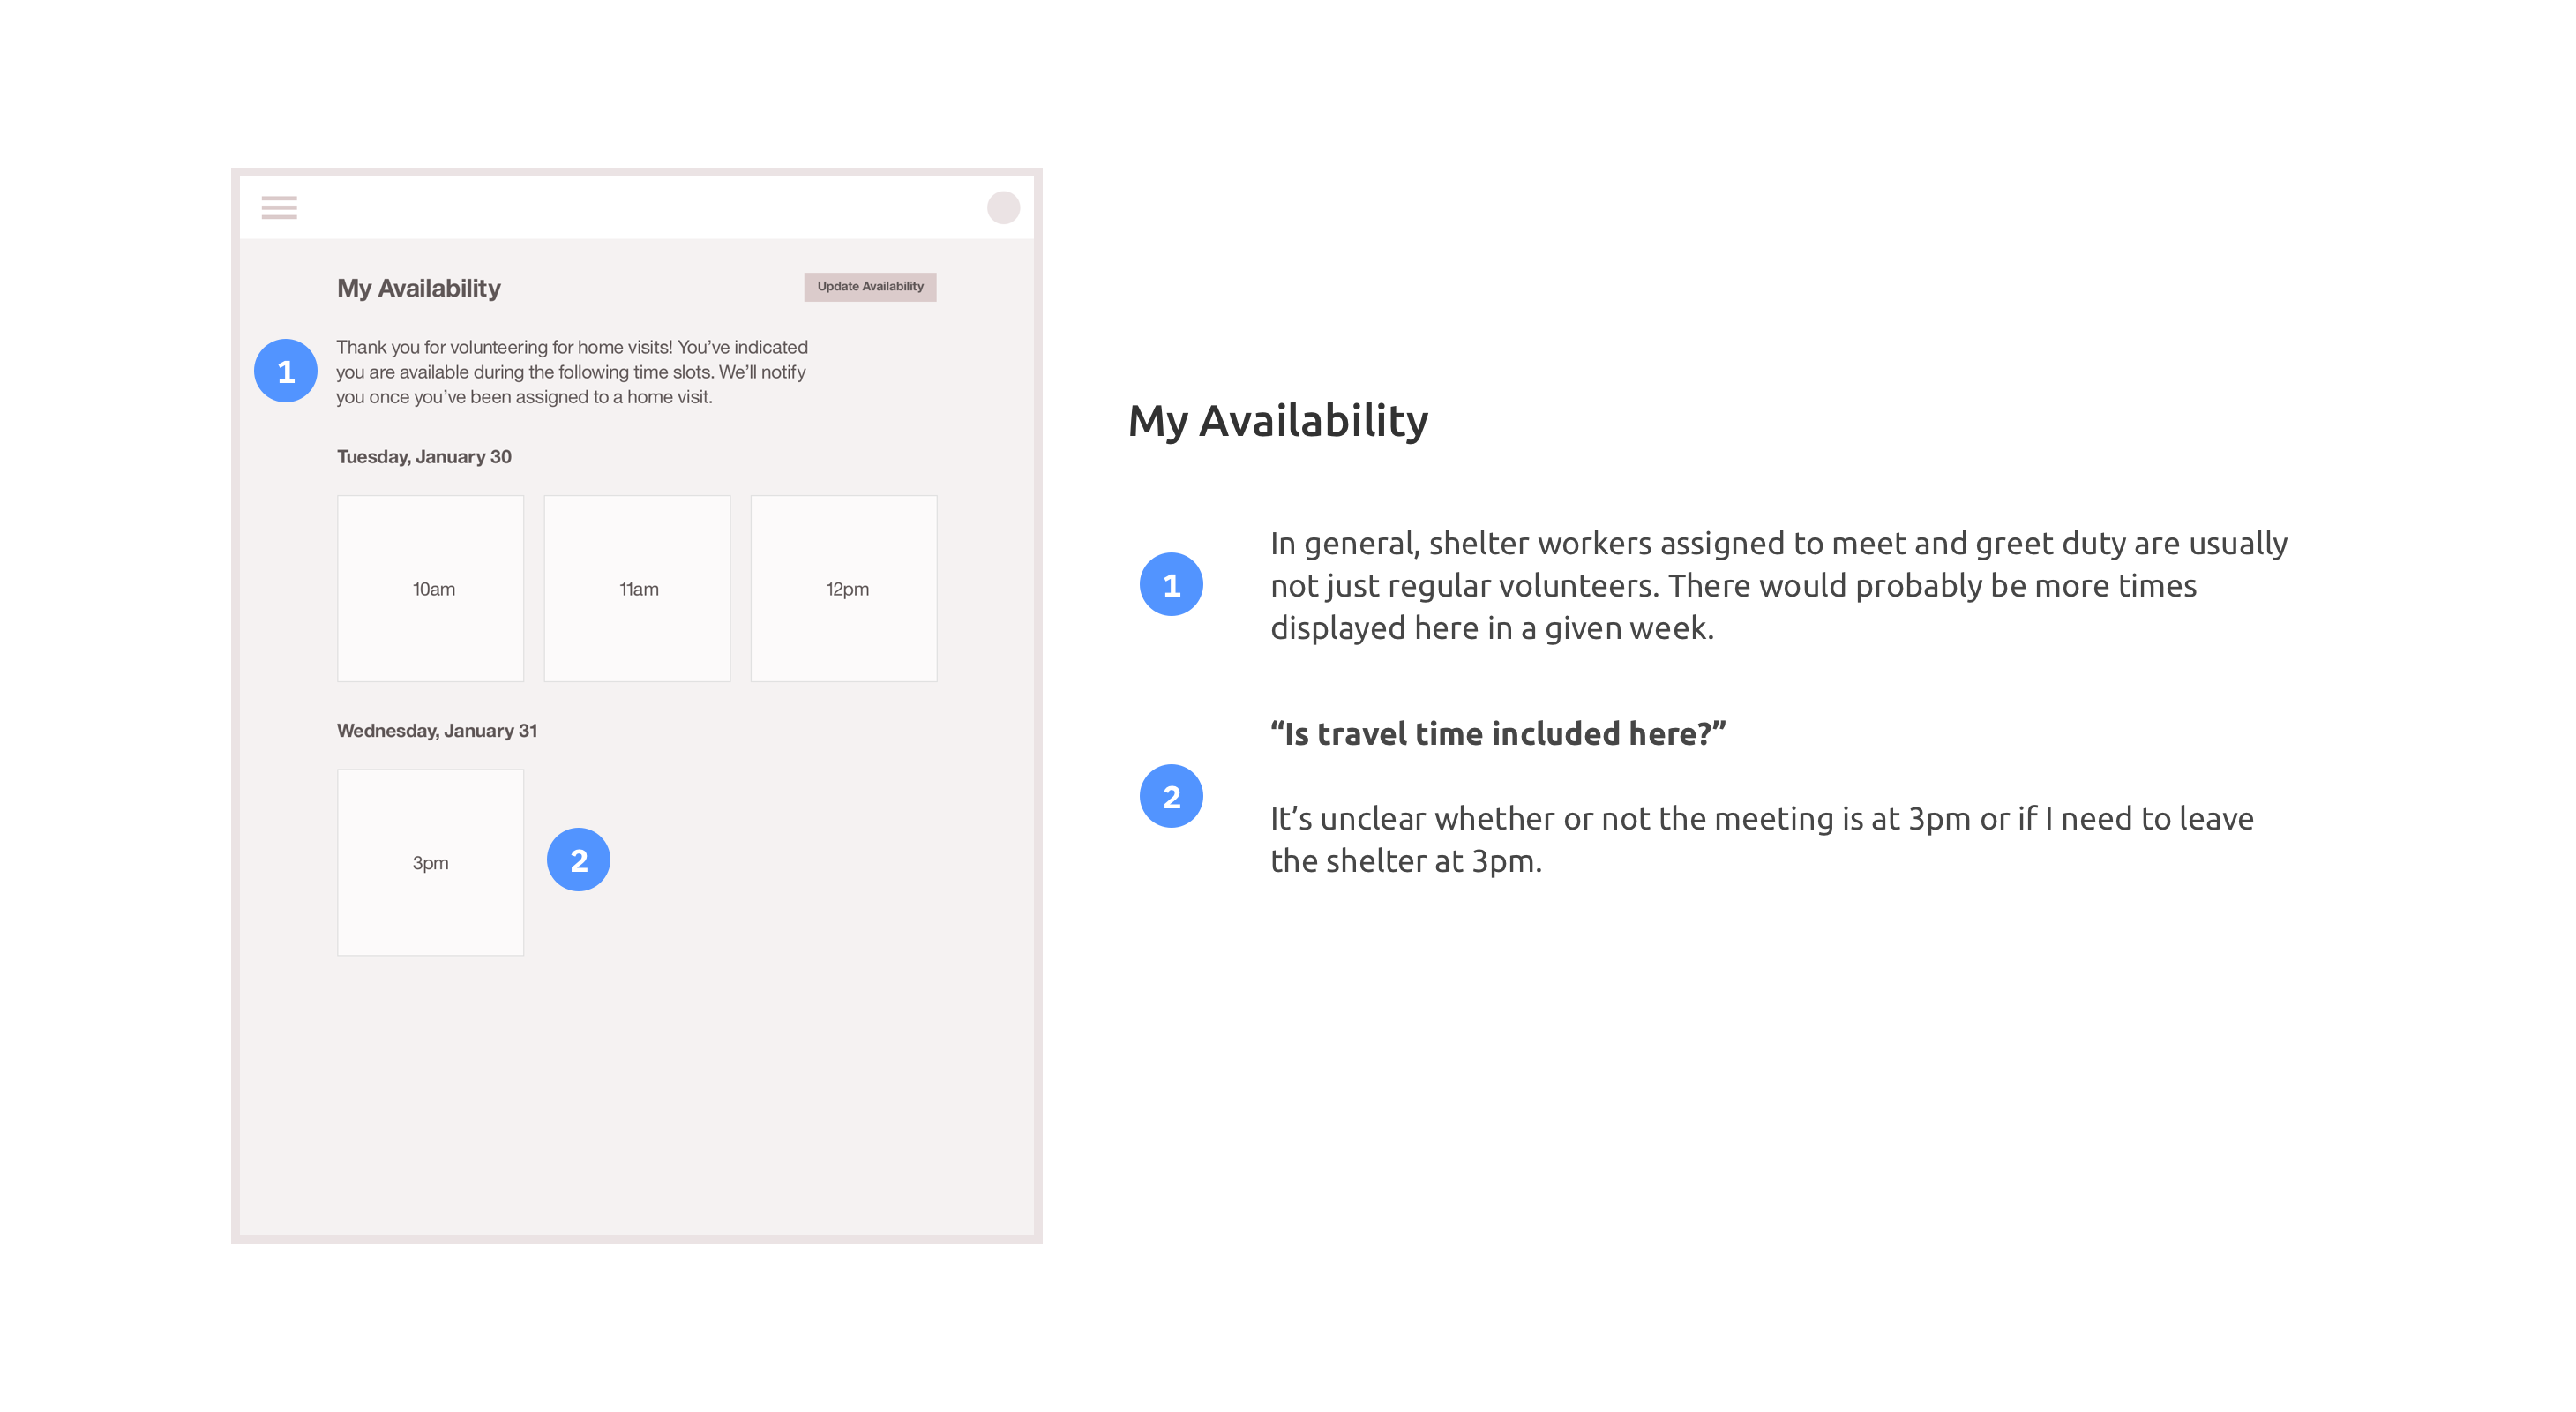 My Availability
Update Availability
1
Thank you for volunteering for home visits! You’ve indicated
you are available during the following time slots. We’ll notify
you once you’ve been assigned to a home visit.
Tuesday, January 30
10am
11am
12pm
Wednesday, January 31
3pm
2
My Availability
1
In general, shelter workers assigned to meet and greet duty are usually
not just regular volunteers. There would probably be more times
displayed here in a given week.
2
“Is travel time included here?”
It’s unclear whether or not the meeting is at 3pm or if I need to leave
the shelter at 3pm.